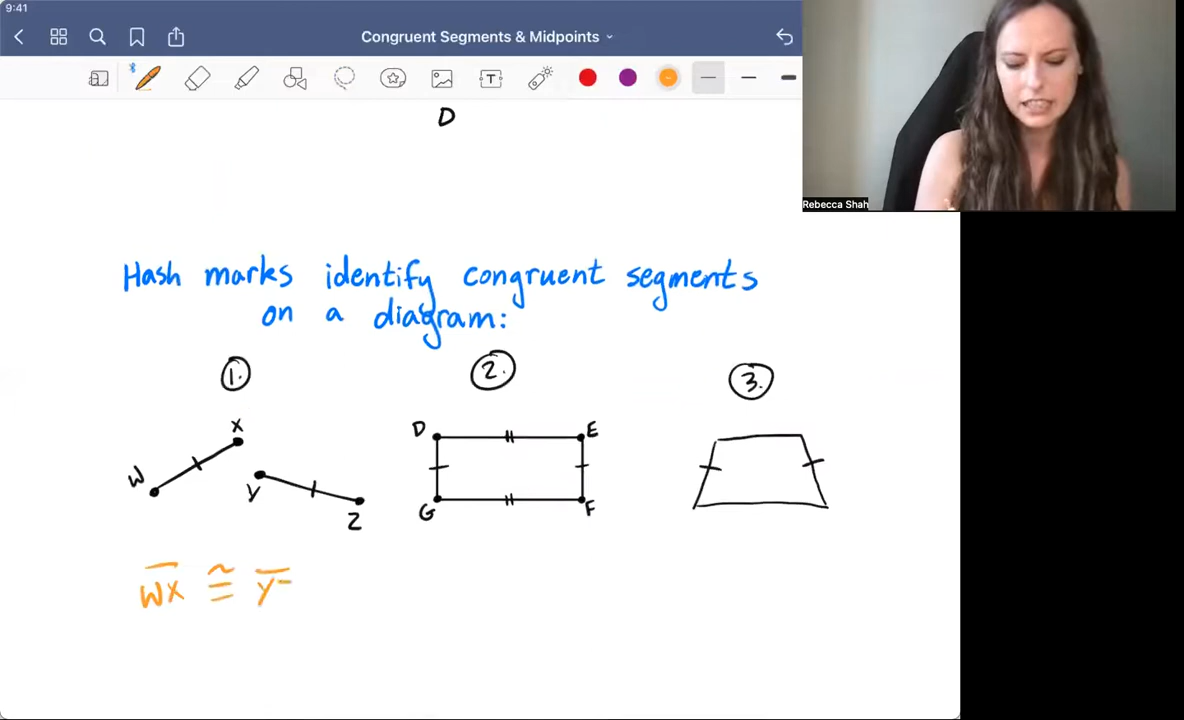 9:41
Congruent Segments & Midpoints
D
Rebecca Shah
Hash marks identify congruent segments
on a diagram:
1. 2. 3.
W X Y Z
D E G F
WX ≅ Y